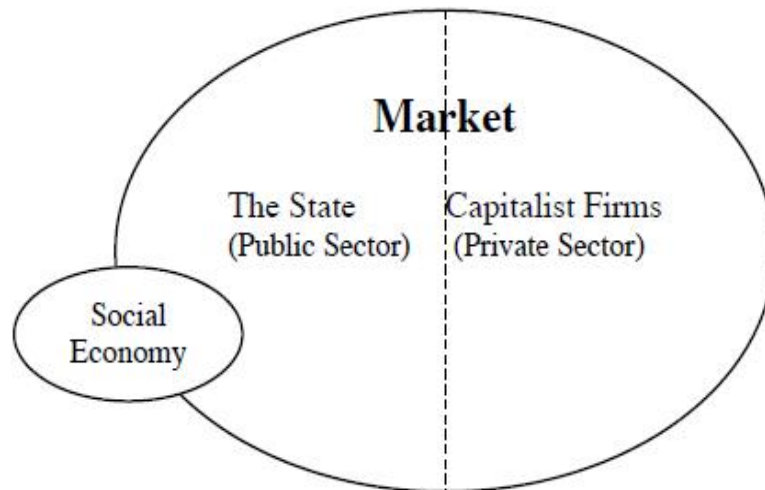 Market
The State
(Public Sector)
Capitalist Firms
(Private Sector)
Social
Economy